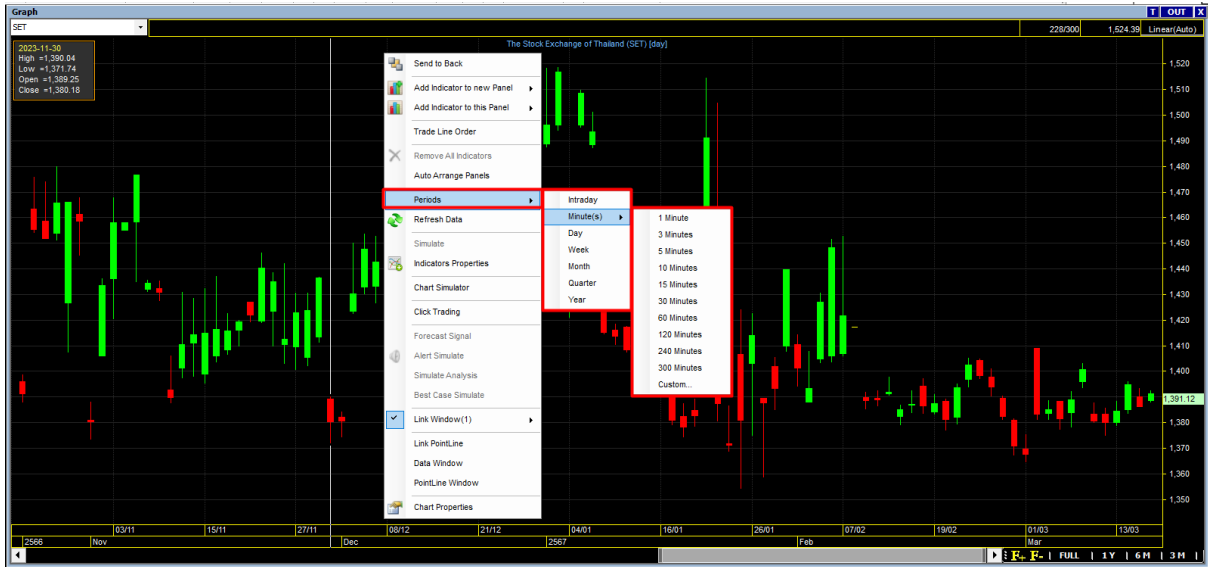 Graph
T OUT X
SET
228/300 1,524.39 Linear(Auto)
The Stock Exchange of Thailand (SET) [day]
2023-11-30
High =1,390.04
Low =1,371.74
Open =1,389.25
Close =1,380.18
Send to Back
Add Indicator to new Panel
Add Indicator to this Panel
Trade Line Order
Remove All Indicators
Auto Arrange Panels
Periods
Refresh Data
Simulate
Indicators Properties
Chart Simulator
Click Trading
Forecast Signal
Alert Simulate
Simulate Analysis
Best Case Simulate
Link Window(1)
Link PointLine
Data Window
PointLine Window
Chart Properties
Intraday
Minute(s)
Day
Week
Month
Quarter
Year
1 Minute
3 Minutes
5 Minutes
10 Minutes
15 Minutes
30 Minutes
60 Minutes
120 Minutes
240 Minutes
300 Minutes
Custom...
1,520
1,510
1,500
1,490
1,480
1,470
1,460
1,450
1,440
1,430
1,420
1,410
1,400
1,391.12
1,380
1,370
1,360
1,350
03/11 15/11 27/11 08/12 21/12 04/01 16/01 26/01 07/02 19/02 01/03 13/03
2566 Nov Dec 2567 Feb Mar
F+ F- | FULL | 1Y | 6M | 3M |